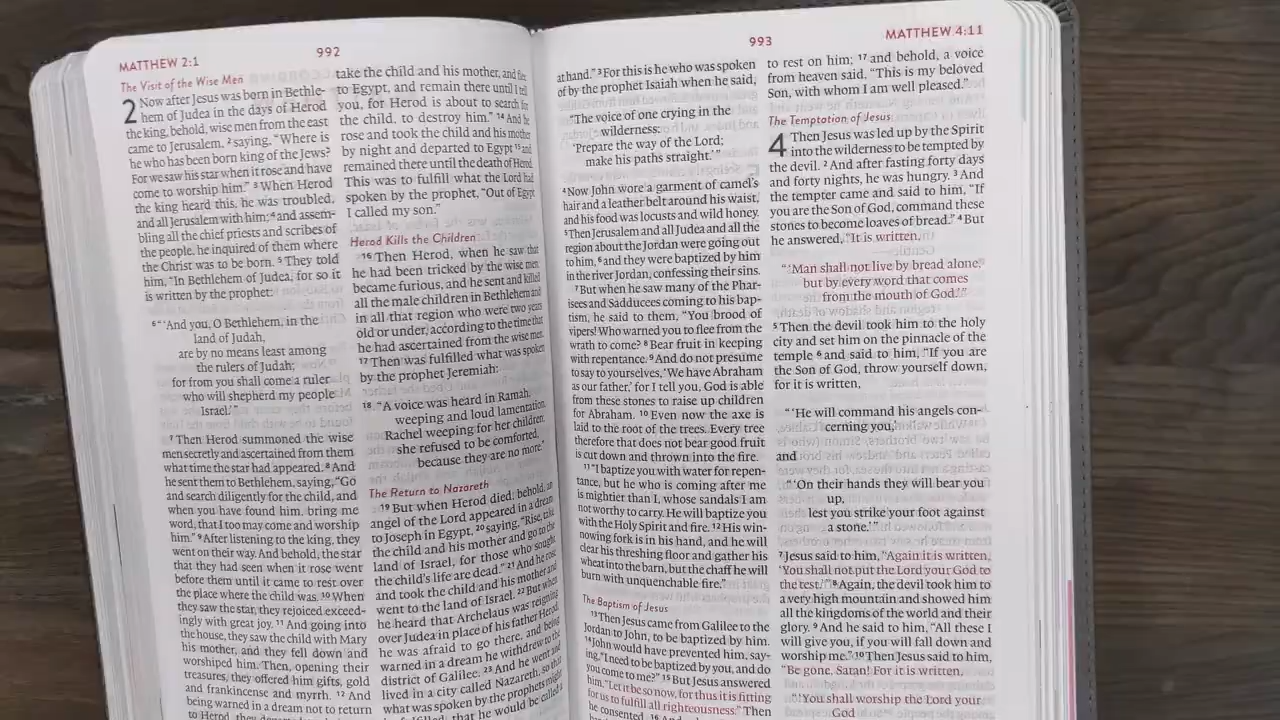 MATTHEW 2:1
992
The Visit of the Wise Men
2 Now after Jesus was born in Bethle-
hem of Judea in the days of Herod
the king, behold, wise men from the east
came to Jerusalem, 2 saying, "Where is
he who has been born king of the Jews?
For we saw his star when it rose and have
come to worship him." 3 When Herod
the king heard this, he was troubled,
and all Jerusalem with him; 4 and assem-
bling all the chief priests and scribes of
the people, he inquired of them where
the Christ was to be born. 5 They told
him, "In Bethlehem of Judea, for so it
is written by the prophet:
6 "'And you, O Bethlehem, in the
land of Judah,
are by no means least among
the rulers of Judah;
for from you shall come a ruler
who will shepherd my people
Israel.'"
7 Then Herod summoned the wise
men secretly and ascertained from them
what time the star had appeared. 8 And
he sent them to Bethlehem, saying, "Go
and search diligently for the child, and
when you have found him, bring me
word, that I too may come and worship
him." 9 After listening to the king, they
went on their way. And behold, the star
that they had seen when it rose went
before them until it came to rest over
the place where the child was. 10 When
they saw the star, they rejoiced exceed-
ingly with great joy. 11 And going into
the house, they saw the child with Mary
his mother, and they fell down and
worshiped him. Then, opening their
treasures, they offered him gifts, gold
and frankincense and myrrh. 12 And
being warned in a dream not to return
to Herod, they
take the child and his mother, and flee
to Egypt, and remain there until I tell
you, for Herod is about to search for
the child, to destroy him." 14 And he
rose and took the child and his mother
by night and departed to Egypt 15 and
remained there until the death of Herod.
This was to fulfill what the Lord had
spoken by the prophet, "Out of Egypt
I called my son."
Herod Kills the Children
16 Then Herod, when he saw that
he had been tricked by the wise men,
became furious, and he sent and killed
all the male children in Bethlehem and
in all that region who were two years
old or under, according to the time that
he had ascertained from the wise men.
17 Then was fulfilled what was spoken
by the prophet Jeremiah:
18 "A voice was heard in Ramah,
weeping and loud lamentation,
Rachel weeping for her children;
she refused to be comforted,
because they are no more."
The Return to Nazareth
19 But when Herod died, behold, an
angel of the Lord appeared in a dream
to Joseph in Egypt, 20 saying, "Rise, take
the child and his mother and go to the
land of Israel, for those who sought
the child's life are dead." 21 And he rose
and took the child and his mother and
went to the land of Israel. 22 But when
he heard that Archelaus was reigning
over Judea in place of his father Herod,
he was afraid to go there, and being
warned in a dream he withdrew to the
district of Galilee. 23 And he went and
lived in a city called Nazareth, so that
what was spoken by the prophets might
that he would be called a
993
MATTHEW 4:11
at hand." 3 For this is he who was spoken
of by the prophet Isaiah when he said,
"The voice of one crying in the
wilderness:
'Prepare the way of the Lord;
make his paths straight.'"
4 Now John wore a garment of camel's
hair and a leather belt around his waist,
and his food was locusts and wild honey.
5 Then Jerusalem and all Judea and all the
region about the Jordan were going out
to him, 6 and they were baptized by him
in the river Jordan, confessing their sins.
7 But when he saw many of the Phar-
isees and Sadducees coming to his bap-
tism, he said to them, "You brood of
vipers! Who warned you to flee from the
wrath to come? 8 Bear fruit in keeping
with repentance. 9 And do not presume
to say to yourselves, 'We have Abraham
as our father,' for I tell you, God is able
from these stones to raise up children
for Abraham. 10 Even now the axe is
laid to the root of the trees. Every tree
therefore that does not bear good fruit
is cut down and thrown into the fire.
11 "I baptize you with water for repen-
tance, but he who is coming after me
is mightier than I, whose sandals I am
not worthy to carry. He will baptize you
with the Holy Spirit and fire. 12 His win-
nowing fork is in his hand, and he will
clear his threshing floor and gather his
wheat into the barn, but the chaff he will
burn with unquenchable fire."
The Baptism of Jesus
13 Then Jesus came from Galilee to the
Jordan to John, to be baptized by him.
14 John would have prevented him, say-
ing, "I need to be baptized by you, and do
you come to me?" 15 But Jesus answered
him, "Let it be so now, for thus it is fitting
for us to fulfill all righteousness." Then
he consented. 16 And
to rest on him; 17 and behold, a voice
from heaven said, "This is my beloved
Son, with whom I am well pleased."
The Temptation of Jesus
4 Then Jesus was led up by the Spirit
into the wilderness to be tempted by
the devil. 2 And after fasting forty days
and forty nights, he was hungry. 3 And
the tempter came and said to him, "If
you are the Son of God, command these
stones to become loaves of bread." 4 But
he answered, "It is written,
"'Man shall not live by bread alone,
but by every word that comes
from the mouth of God.'"
5 Then the devil took him to the holy
city and set him on the pinnacle of the
temple 6 and said to him, "If you are
the Son of God, throw yourself down,
for it is written,
"'He will command his angels con-
cerning you,'
and
"'On their hands they will bear you
up,
lest you strike your foot against
a stone.'"
7 Jesus said to him, "Again it is written,
'You shall not put the Lord your God to
the test.'" 8 Again, the devil took him to
a very high mountain and showed him
all the kingdoms of the world and their
glory. 9 And he said to him, "All these I
will give you, if you will fall down and
worship me." 10 Then Jesus said to him,
"Be gone, Satan! For it is written,
"'You shall worship the Lord your
God